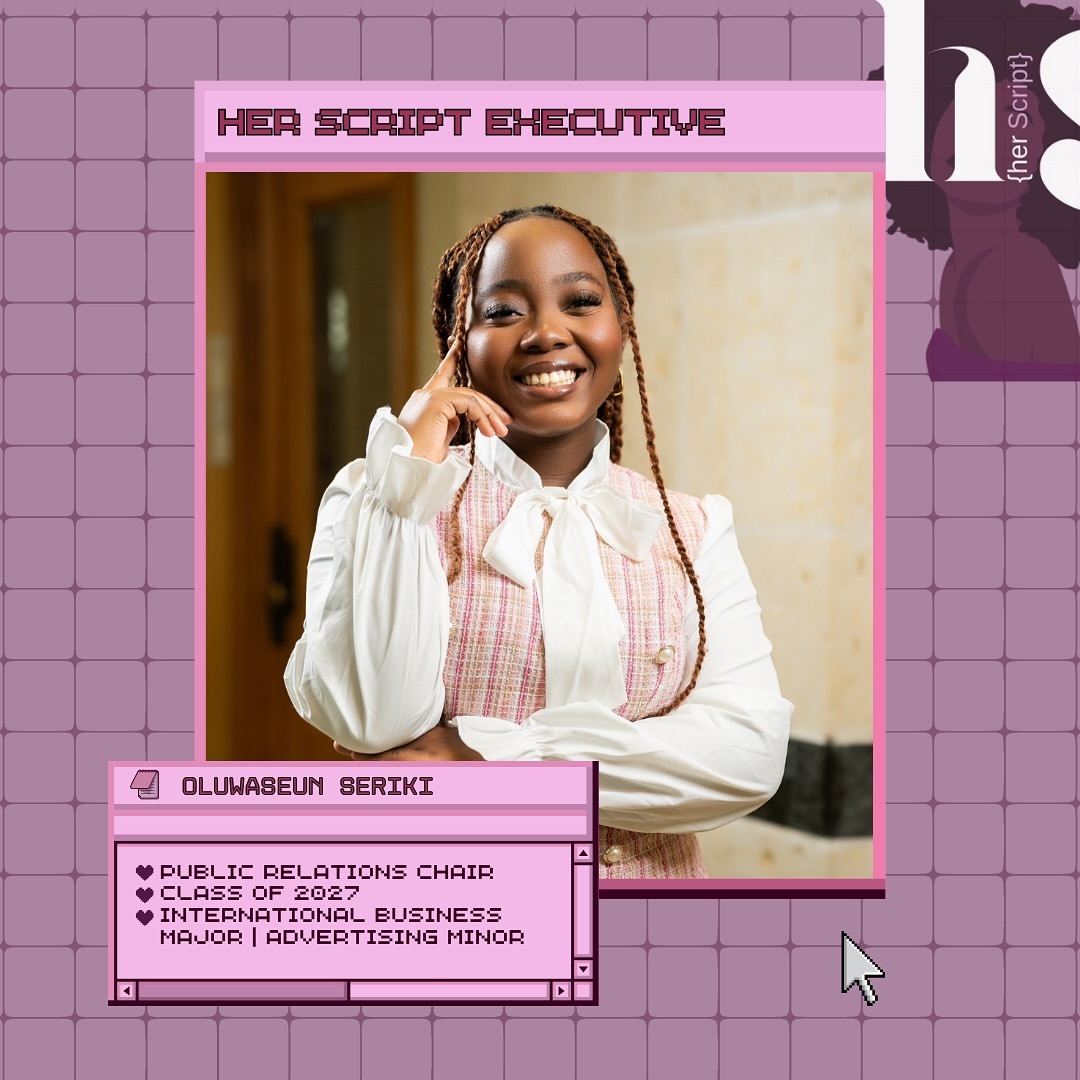 hs
{her Script}
HER SCRIPT EXECUTIVE
OLUWASEUN SERIKI
PUBLIC RELATIONS CHAIR
CLASS OF 2027
INTERNATIONAL BUSINESS
MAJOR | ADVERTISING MINOR